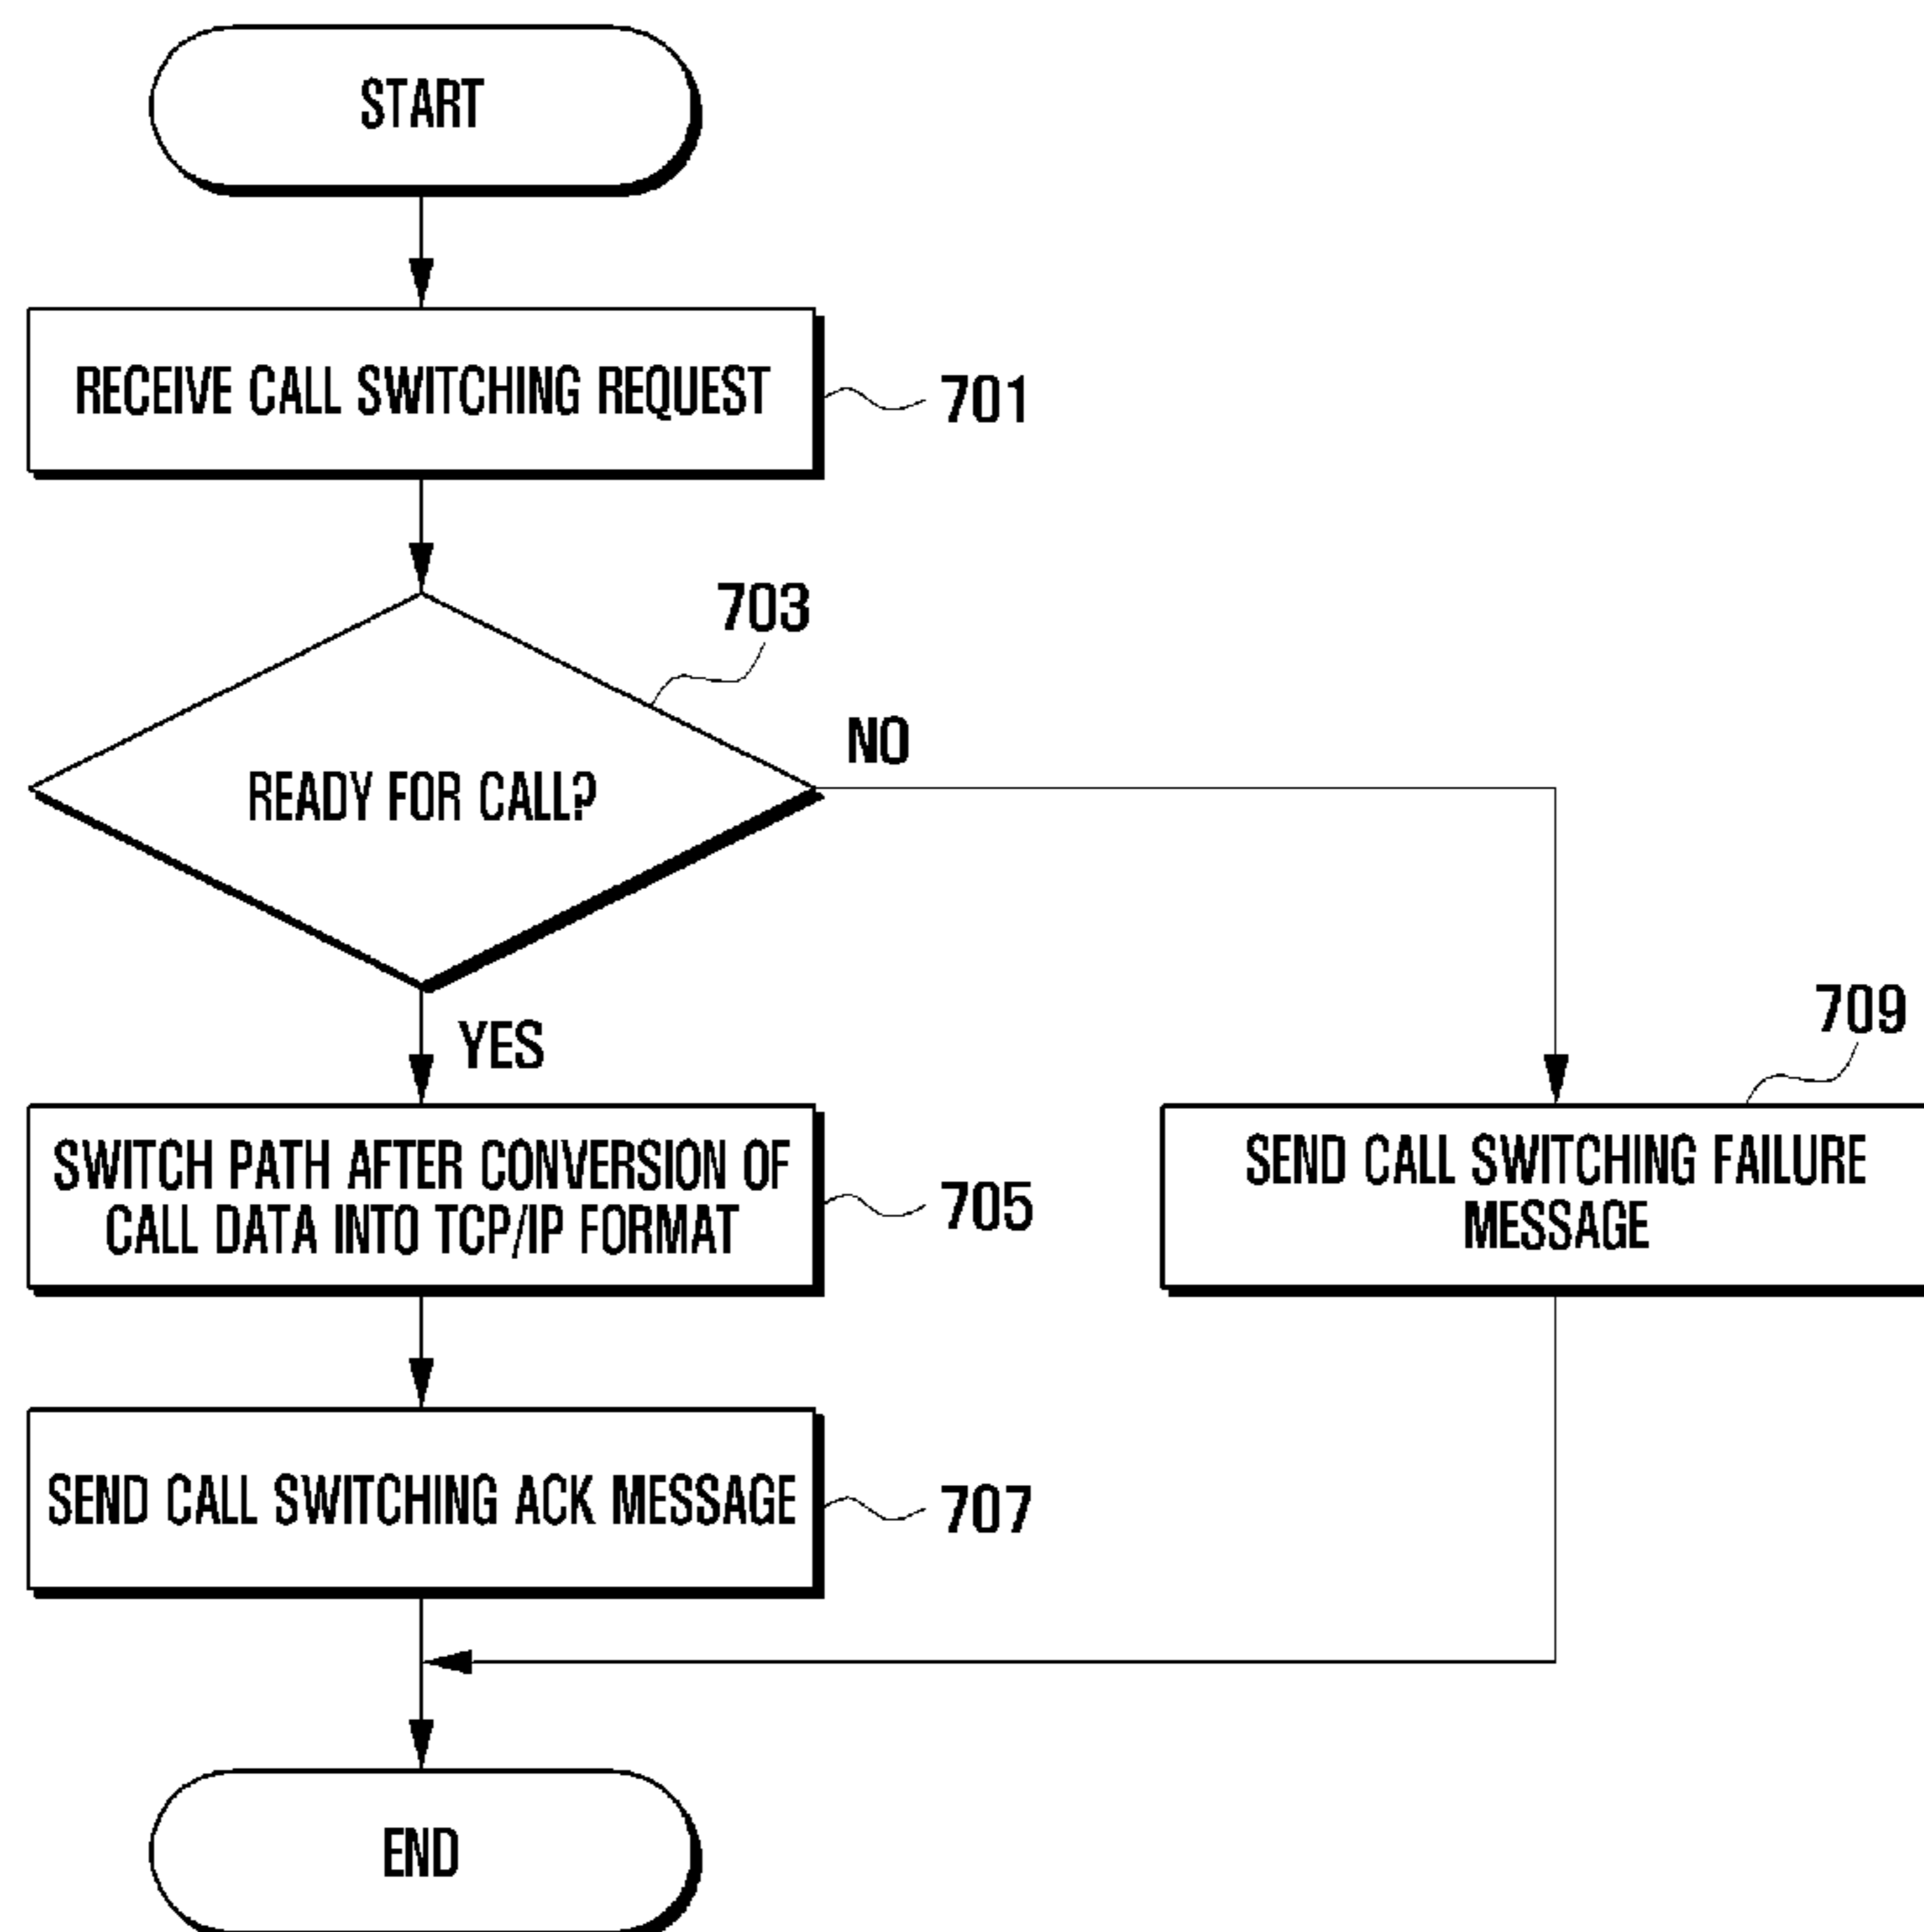 START
RECEIVE CALL SWITCHING REQUEST
701
703
READY FOR CALL?
NO
YES
709
SWITCH PATH AFTER CONVERSION OF
CALL DATA INTO TCP/IP FORMAT
705
SEND CALL SWITCHING FAILURE
MESSAGE
SEND CALL SWITCHING ACK MESSAGE
707
END